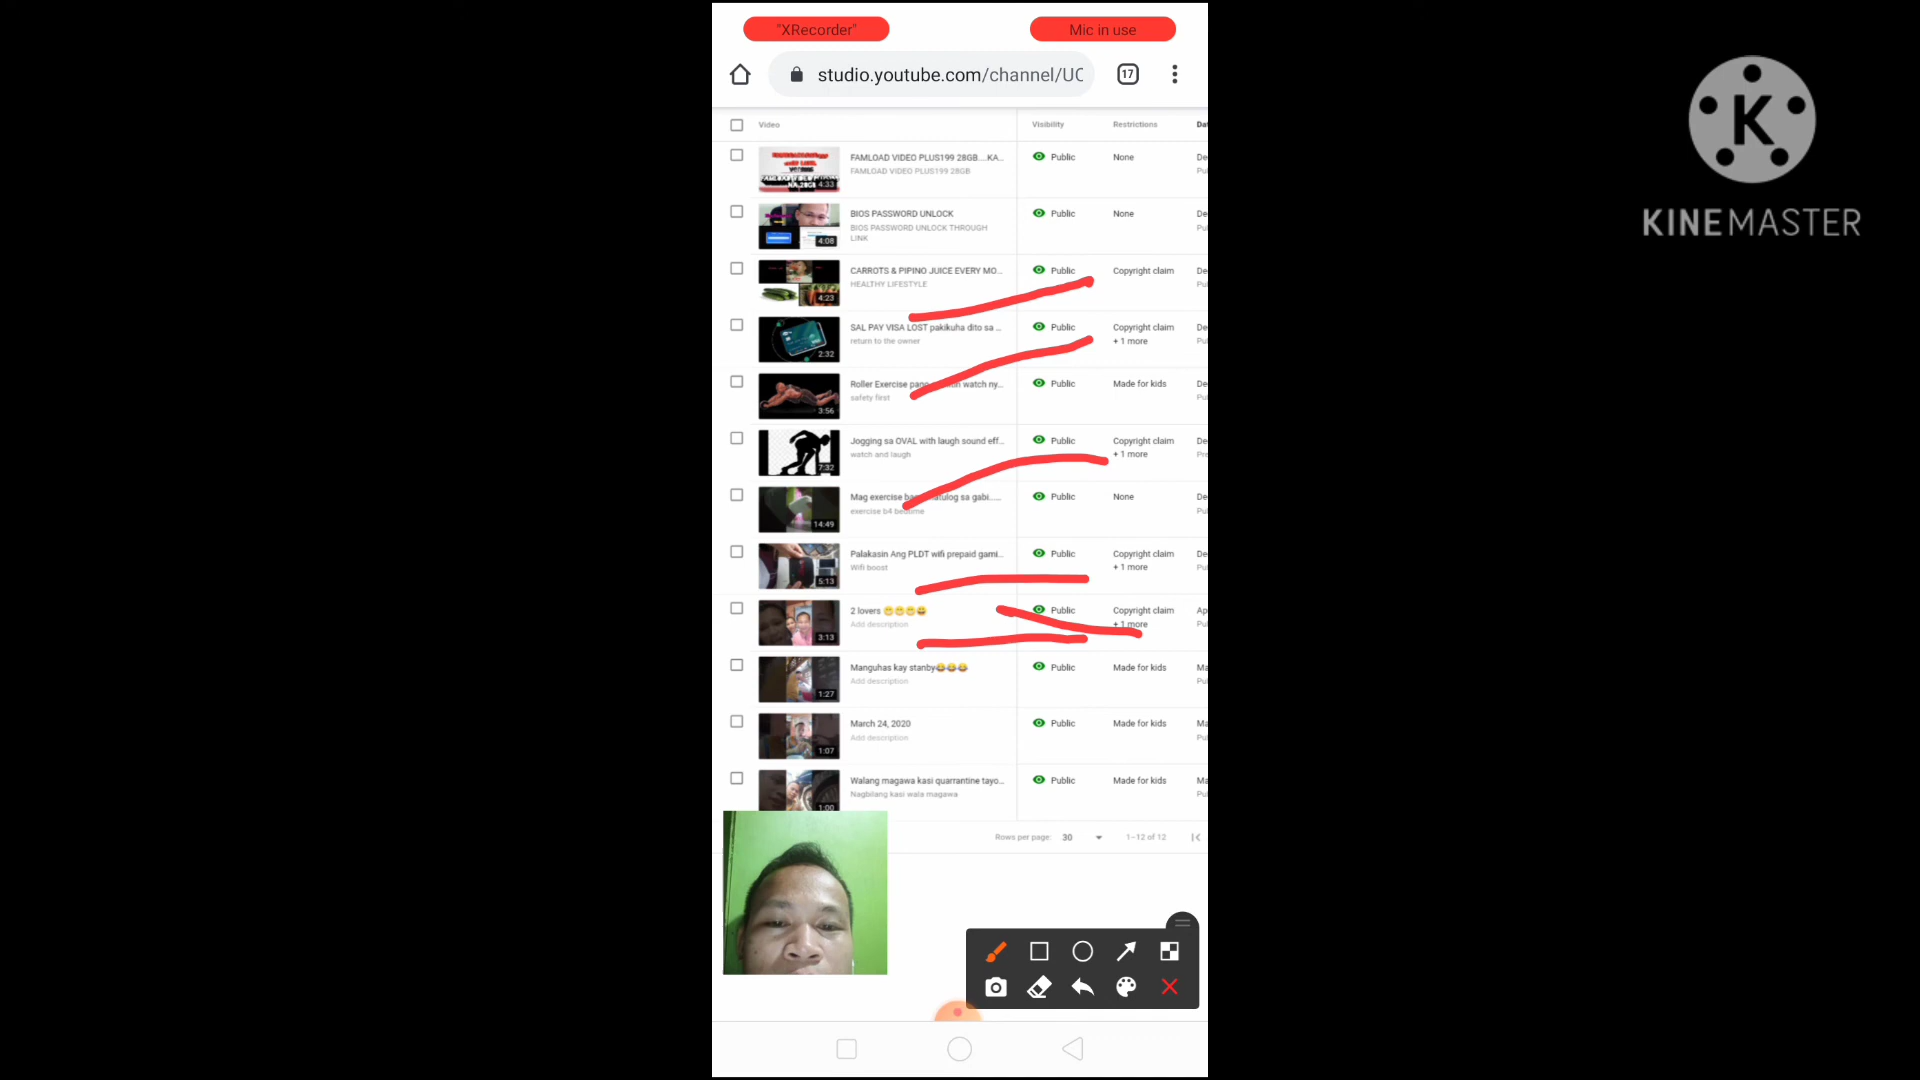 "XRecorder"
Mic in use
studio.youtube.com/channel/UC
17
KINEMASTER
Video
Visibility
Restrictions
4:33
FAMLOAD VIDEO PLUS199 28GB....KA...
FAMLOAD VIDEO PLUS199 28GB
Public
None
4:08
BIOS PASSWORD UNLOCK
BIOS PASSWORD UNLOCK THROUGH
LINK
Public
None
4:23
CARROTS & PIPINO JUICE EVERY MO...
HEALTHY LIFESTYLE
Public
Copyright claim
2:32
SAL PAY VISA LOST pakikuha dito sa ...
return to the owner
Public
Copyright claim
+ 1 more
3:56
Roller Exercise watch ny...
safety first
Public
Made for kids
7:32
Jogging sa OVAL with laugh sound eff...
watch and laugh
Public
Copyright claim
+ 1 more
14:49
Mag exercise sa gabi......
exercise b4 bedtime
Public
None
5:13
Palakasin Ang PLDT wifi prepaid gami...
Wifi boost
Public
Copyright claim
+ 1 more
3:13
2 lovers 😁😁😁😄
Add description
Public
Copyright claim
+ 1 more
1:27
Manguhas kay stanby😂😂😂
Add description
Public
Made for kids
1:07
March 24, 2020
Add description
Public
Made for kids
1:00
Walang magawa kasi quarrantine tayo...
Nagbilang kasi wala magawa
Public
Made for kids
Rows per page: 30
1–12 of 12